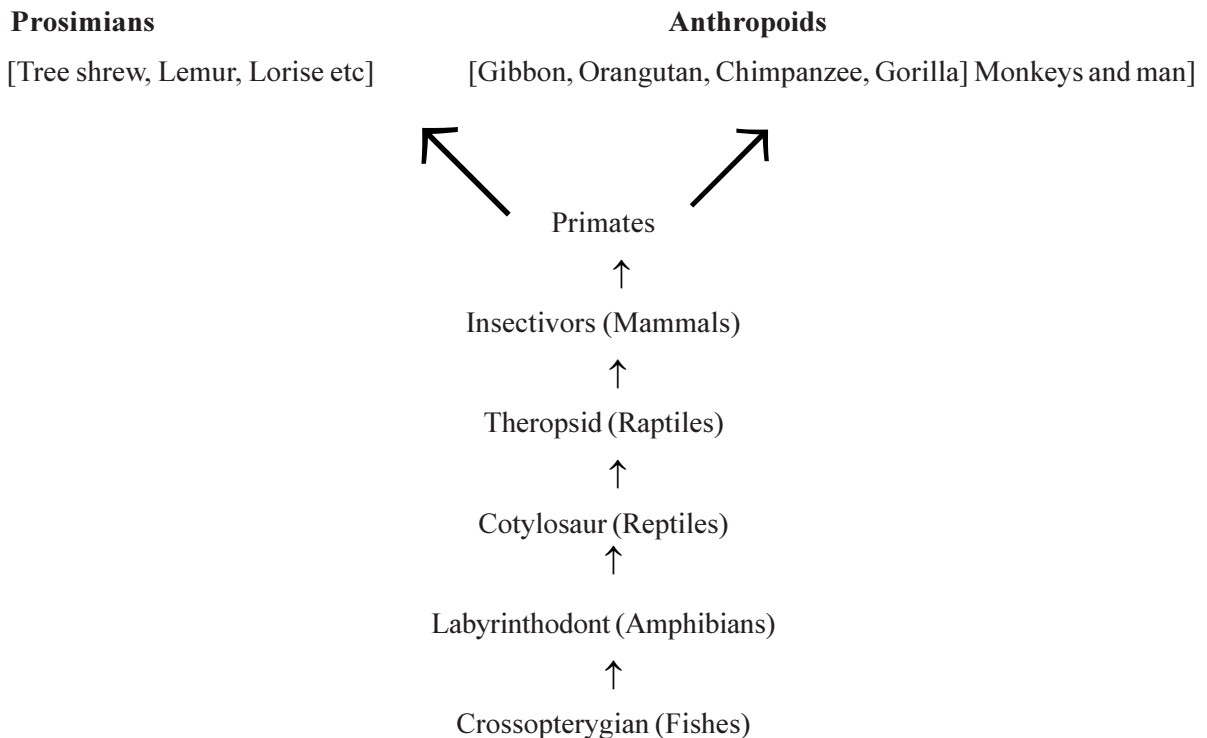 Prosimians
Anthropoids
[Tree shrew, Lemur, Lorise etc]
[Gibbon, Orangutan, Chimpanzee, Gorilla] Monkeys and man]
Primates
↑
Insectivors (Mammals)
↑
Theropsid (Raptiles)
↑
Cotylosaur (Reptiles)
↑
Labyrinthodont (Amphibians)
↑
Crossopterygian (Fishes)